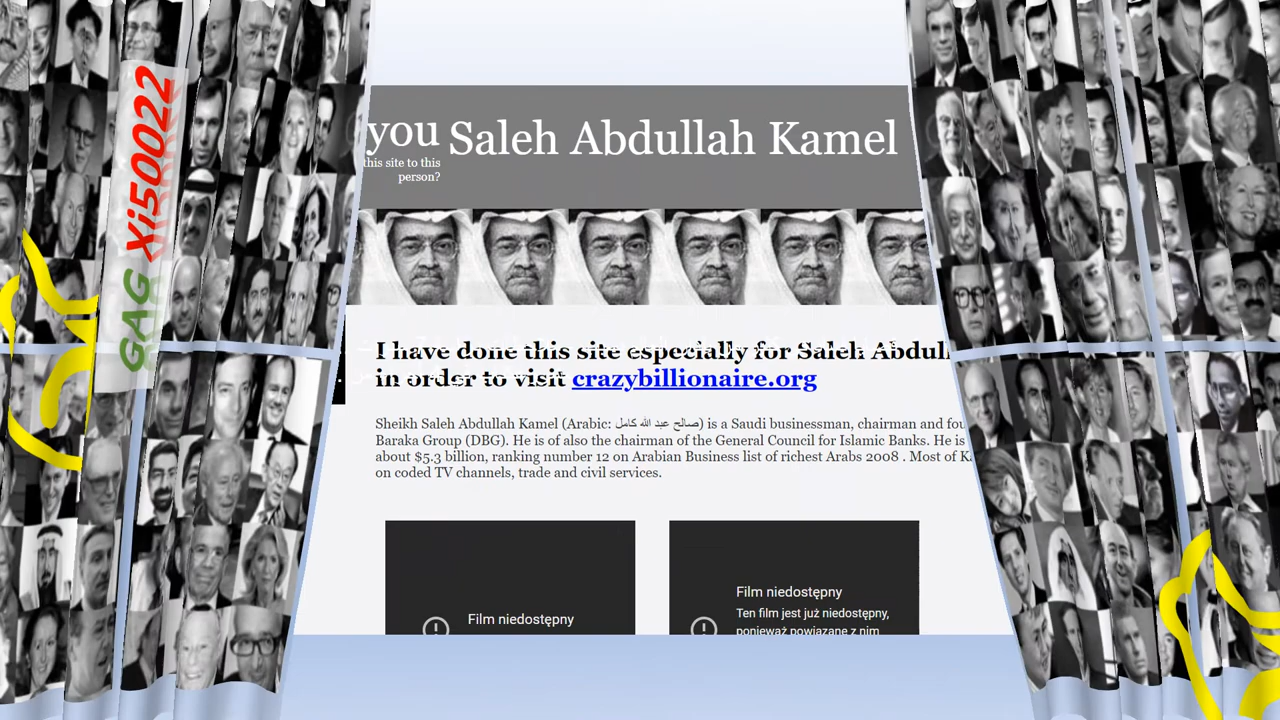 GAG Xi50022
you Saleh Abdullah Kamel
this site to this
person?
I have done this site especially for Saleh Abdull
in order to visit crazybillionaire.org
Sheikh Saleh Abdullah Kamel (Arabic: صالح عبد الله كامل) is a Saudi businessman, chairman and fou
Baraka Group (DBG). He is of also the chairman of the General Council for Islamic Banks. He is
about $5.3 billion, ranking number 12 on Arabian Business list of richest Arabs 2008 . Most of K
on coded TV channels, trade and civil services.
Film niedostępny
Film niedostępny
Ten film jest już niedostępny,
ponieważ powiązane z nim